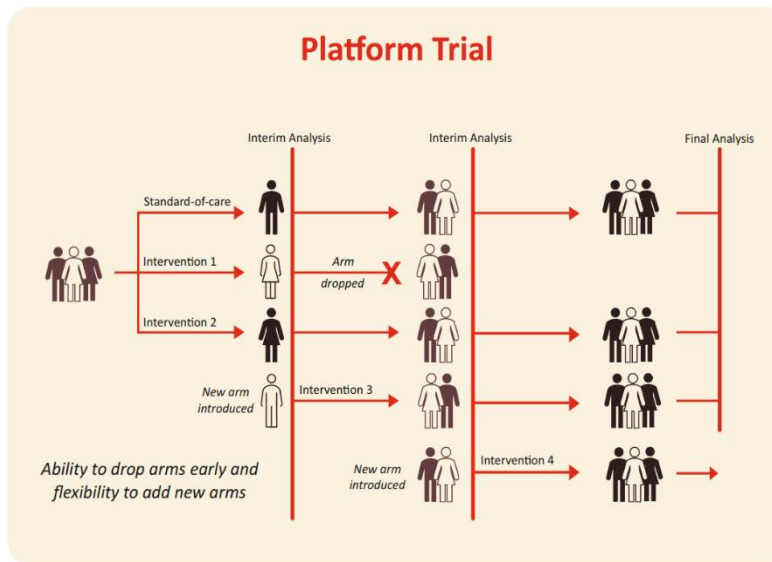 Platform Trial
Interim Analysis
Interim Analysis
Final Analysis
Standard-of-care
Intervention 1
Arm
dropped
X
Intervention 2
New arm
introduced
Intervention 3
New arm
introduced
Intervention 4
Ability to drop arms early and
flexibility to add new arms